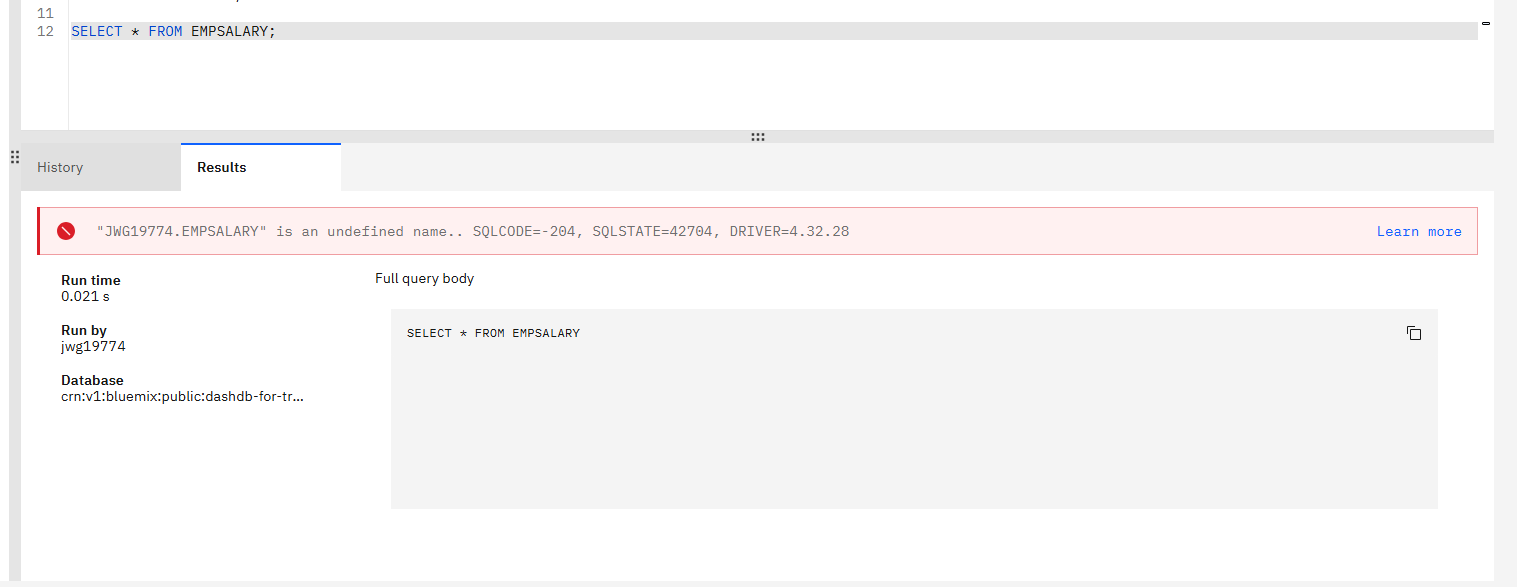 11
12 SELECT * FROM EMPSALARY;
History Results
"JWG19774.EMPSALARY" is an undefined name.. SQLCODE=-204, SQLSTATE=42704, DRIVER=4.32.28 Learn more
Run time
0.021 s
Run by
jwg19774
Database
crn:v1:bluemix:public:dashdb-for-tr...
Full query body
SELECT * FROM EMPSALARY